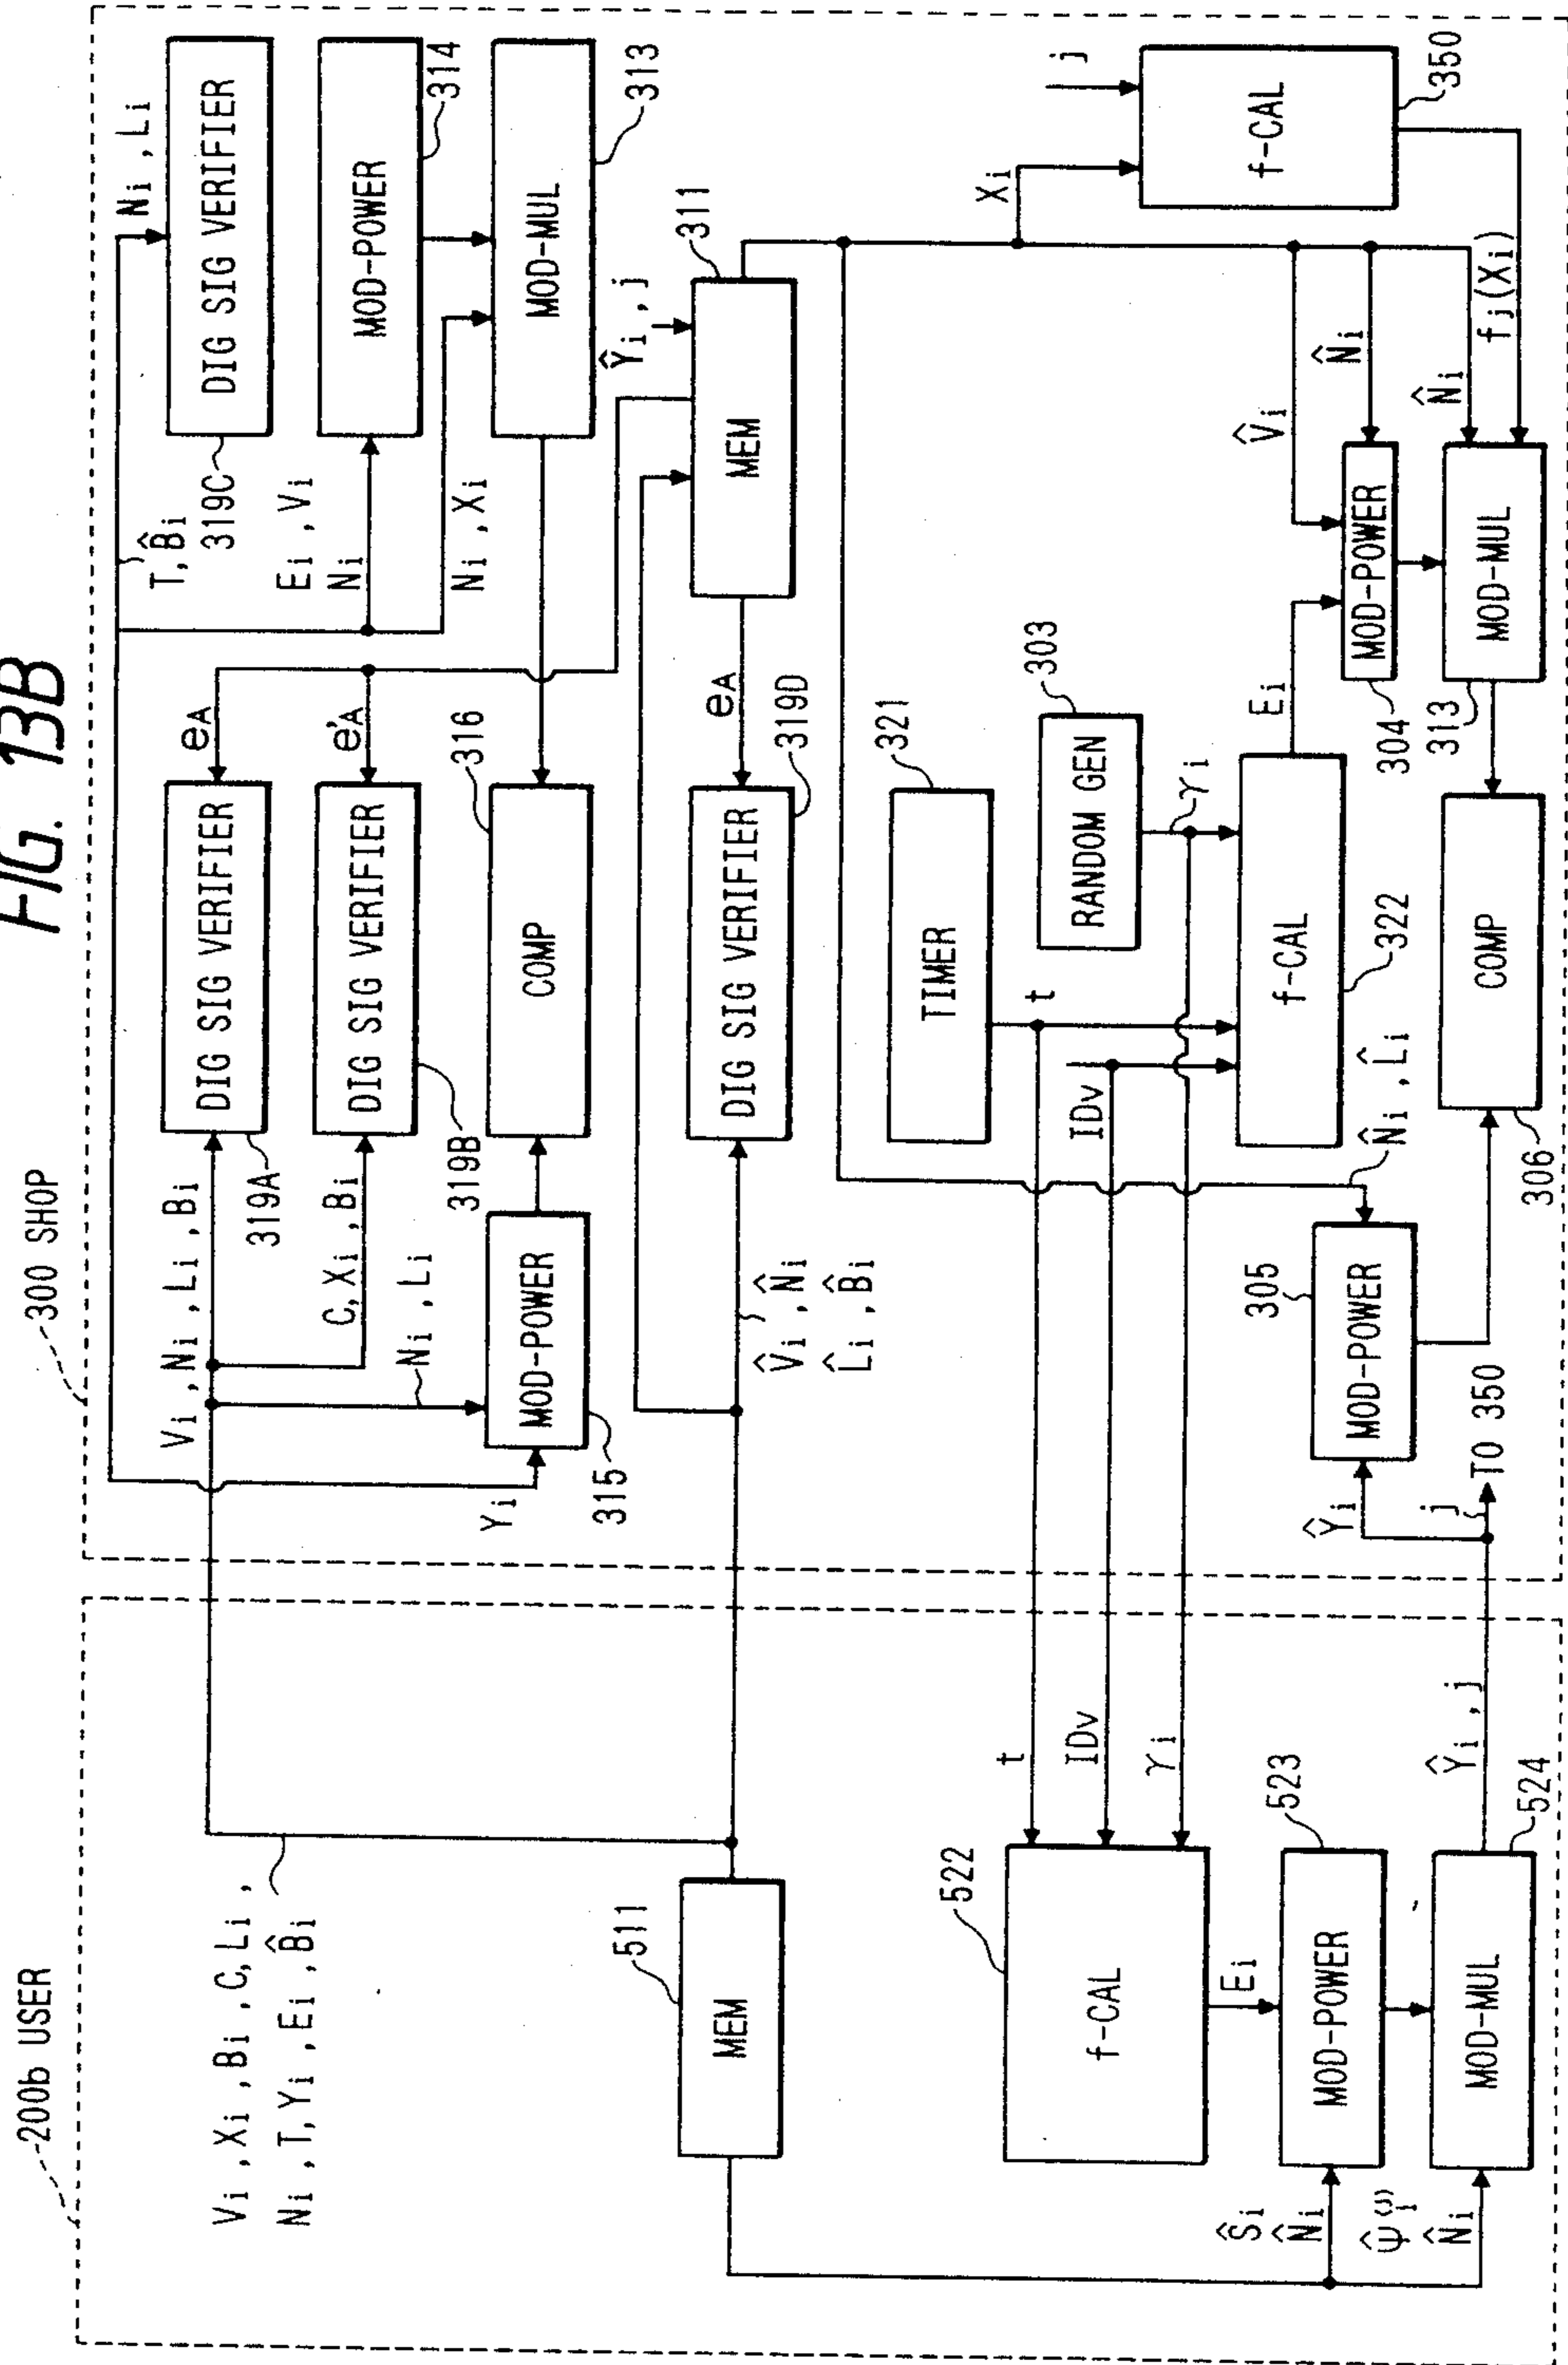 FIG. 13B
200b USER
300 SHOP
Vi , Xi , Bi , C, Li ,
Ni , T, Yi , Ei , B̂i
511
MEM
Ŝi
N̂i
ψ̂i(j)
N̂i
522
f-CAL
Ei
523
MOD-POWER
524
MOD-MUL
t
IDv
γi
Ŷi , j
Vi , Ni , Li , Bi
C, Xi , Bi
Ni , Li
Yi
MOD-POWER
315
319A
DIG SIG VERIFIER
eA
319B
DIG SIG VERIFIER
e'A
316
COMP
T, B̂i
Ni , Li
319C
DIG SIG VERIFIER
Ei , Vi
Ni
MOD-POWER
314
Ni , Xi
MOD-MUL
313
V̂i , N̂i
L̂i , B̂i
DIG SIG VERIFIER
319D
eA
MEM
311
Ŷi , j
321
TIMER
t
303
RANDOM GEN
γi
IDv
f-CAL
322
Ei
Xi
j
f-CAL
350
fj(Xi)
V̂i
N̂i
N̂i
MOD-POWER
304
MOD-MUL
313
N̂i , L̂i
305
MOD-POWER
Ŷi
j
TO 350
COMP
306